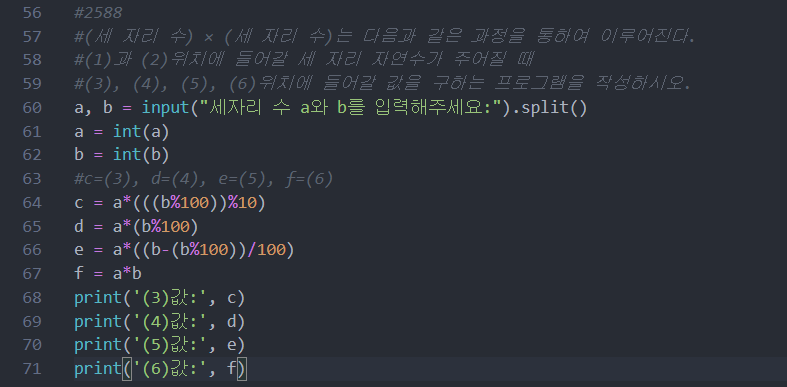 56 #2588
57 #(세 자리 수) × (세 자리 수)는 다음과 같은 과정을 통하여 이루어진다.
58 #(1)과 (2)위치에 들어갈 세 자리 자연수가 주어질 때
59 #(3), (4), (5), (6)위치에 들어갈 값을 구하는 프로그램을 작성하시오.
60 a, b = input("세자리 수 a와 b를 입력해주세요:").split()
61 a = int(a)
62 b = int(b)
63 #c=(3), d=(4), e=(5), f=(6)
64 c = a*(((b%100))%10)
65 d = a*(b%100)
66 e = a*((b-(b%100))/100)
67 f = a*b
68 print('(3)값:', c)
69 print('(4)값:', d)
70 print('(5)값:', e)
71 print('(6)값:', f)